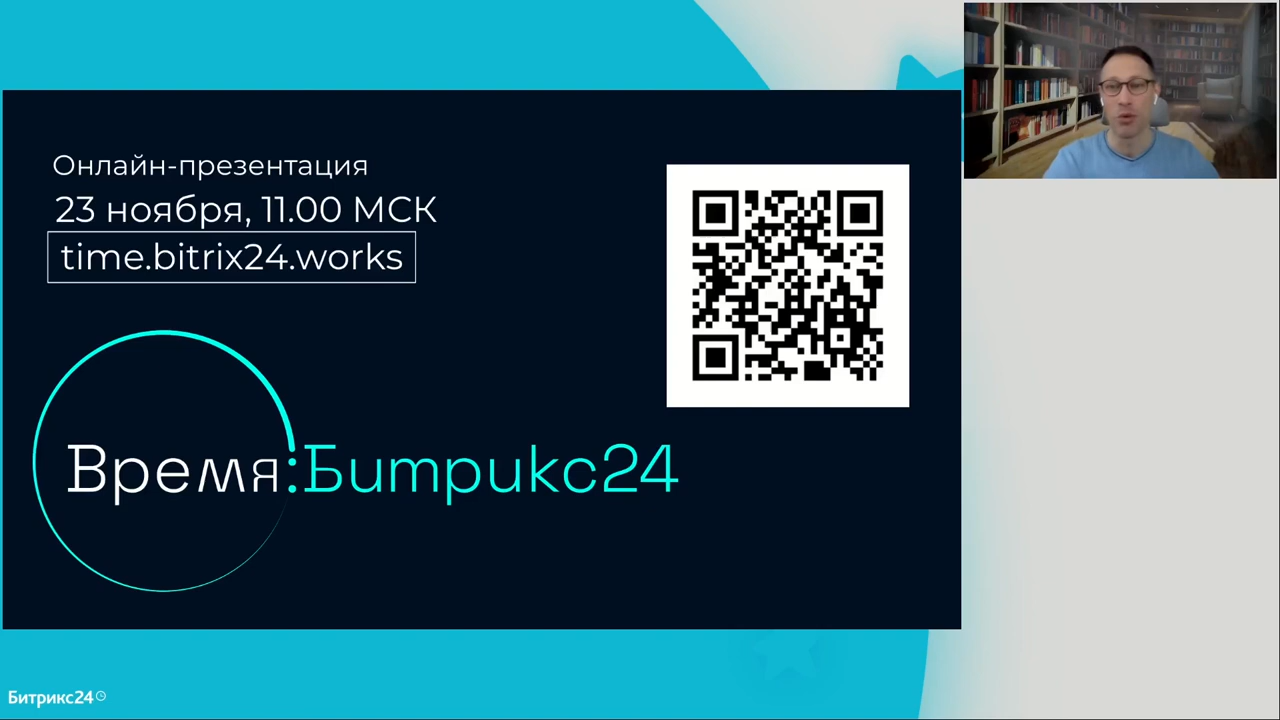 Онлайн-презентация
23 ноября, 11.00 МСК
time.bitrix24.works
Время:Битрикс24
Битрикс24